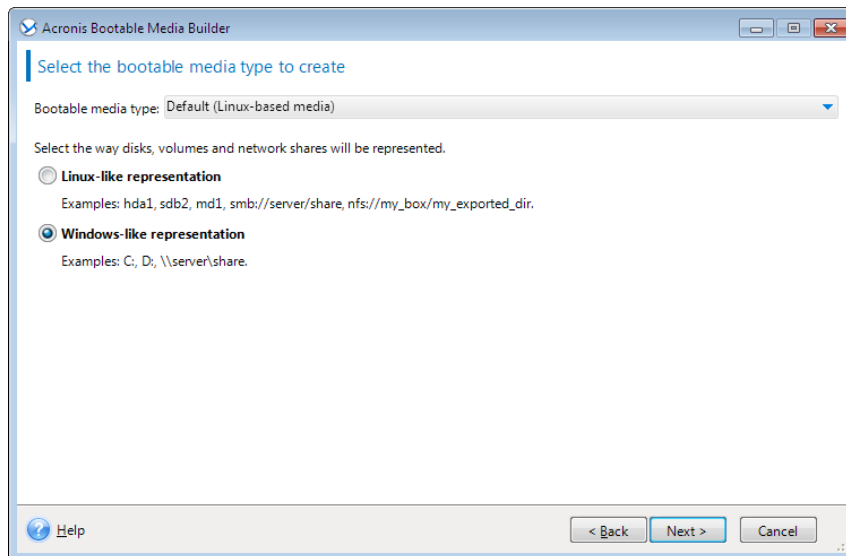 Acronis Bootable Media Builder
Select the bootable media type to create
Bootable media type: Default (Linux-based media)
Select the way disks, volumes and network shares will be represented.
Linux-like representation
Examples: hda1, sdb2, md1, smb://server/share, nfs://my_box/my_exported_dir.
Windows-like representation
Examples: C:, D:, \\server\share.
Help
< Back Next > Cancel